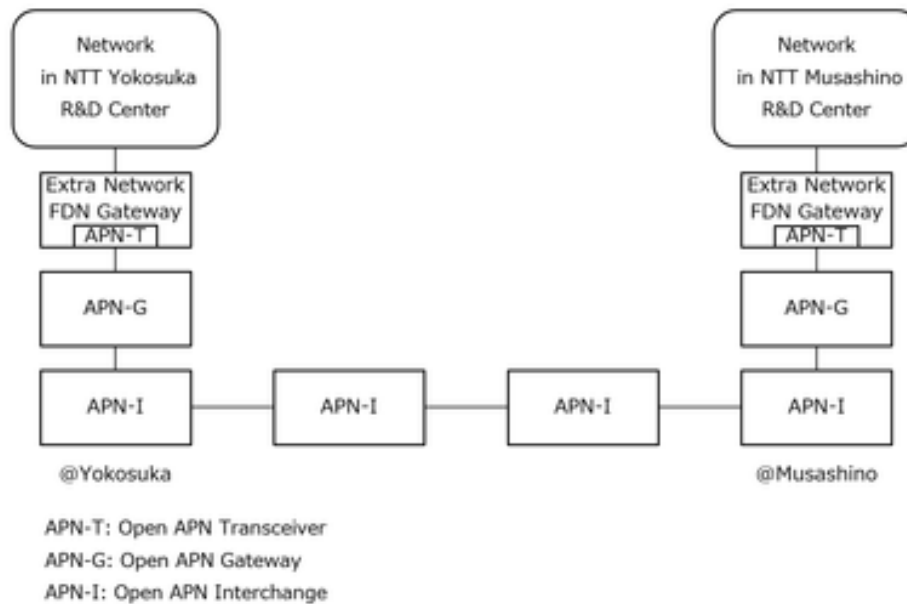 Network
in NTT Yokosuka
R&D Center
Network
in NTT Musashino
R&D Center
Extra Network
FDN Gateway
APN-T
Extra Network
FDN Gateway
APN-T
APN-G
APN-G
APN-I
APN-I
APN-I
APN-I
@Yokosuka
@Musashino
APN-T: Open APN Transceiver
APN-G: Open APN Gateway
APN-I: Open APN Interchange